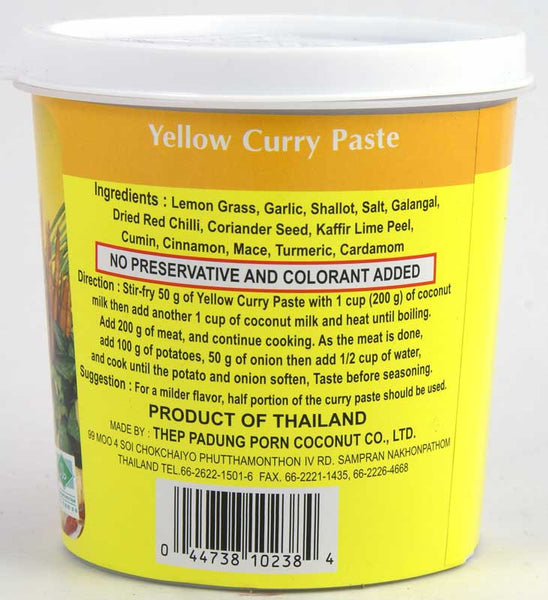 Yellow Curry Paste
Ingredients : Lemon Grass, Garlic, Shallot, Salt, Galangal,
Dried Red Chilli, Coriander Seed, Kaffir Lime Peel,
Cumin, Cinnamon, Mace, Turmeric, Cardamom
NO PRESERVATIVE AND COLORANT ADDED
Direction : Stir-fry 50 g of Yellow Curry Paste with 1 cup (200 g) of coconut
milk then add another 1 cup of coconut milk and heat until boiling.
Add 200 g of meat, and continue cooking. As the meat is done,
add 100 g of potatoes, 50 g of onion then add 1/2 cup of water,
and cook until the potato and onion soften, Taste before seasoning.
Suggestion : For a milder flavor, half portion of the curry paste should be used.
PRODUCT OF THAILAND
MADE BY : THEP PADUNG PORN COCONUT CO., LTD.
99 MOO 4 SOI CHOKCHAIYO PHUTTHAMONTHON IV RD. SAMPRAN NAKHONPATHOM
THAILAND TEL.66-2622-1501-6 FAX. 66-2221-1435, 66-2226-4668
0 44738 10238 4